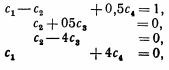 c₁ — c₂ + 0,5c₄ = 1,
c₂ + 05c₃ = 0,
c₂ — 4c₃ = 0,
c₁ + 4c₄ = 0,